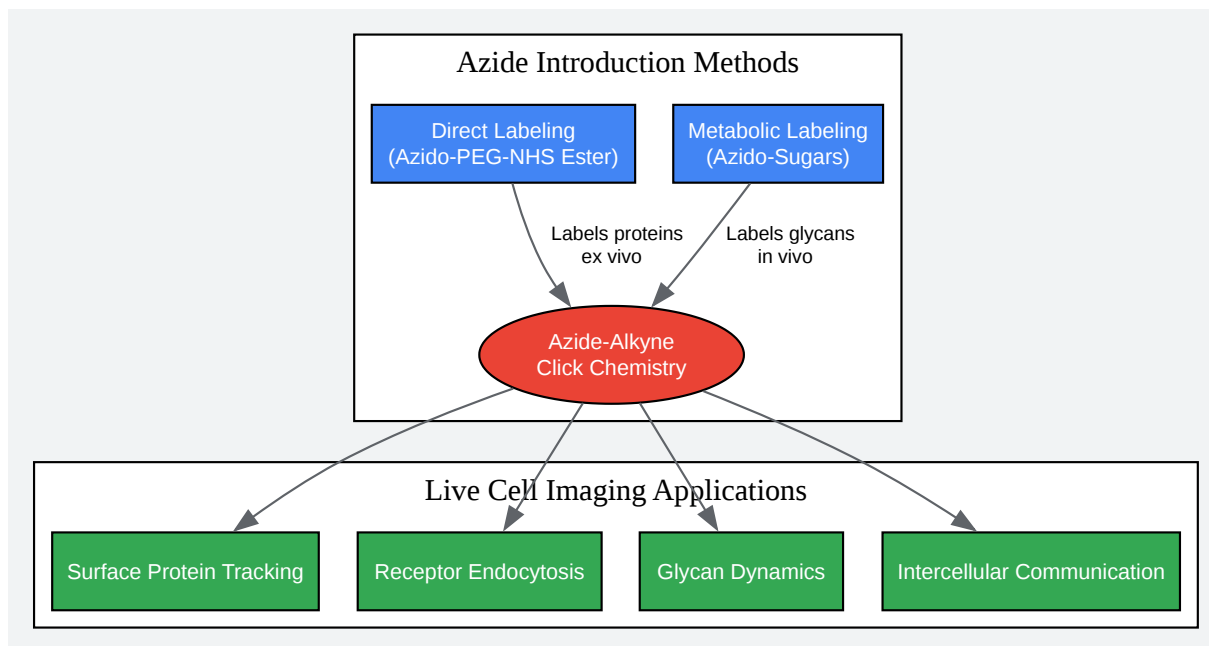 Azide Introduction Methods
Direct Labeling
(Azido-PEG-NHS Ester)
Metabolic Labeling
(Azido-Sugars)
Labels proteins
ex vivo
Labels glycans
in vivo
Azide-Alkyne
Click Chemistry
Live Cell Imaging Applications
Surface Protein Tracking
Receptor Endocytosis
Glycan Dynamics
Intercellular Communication